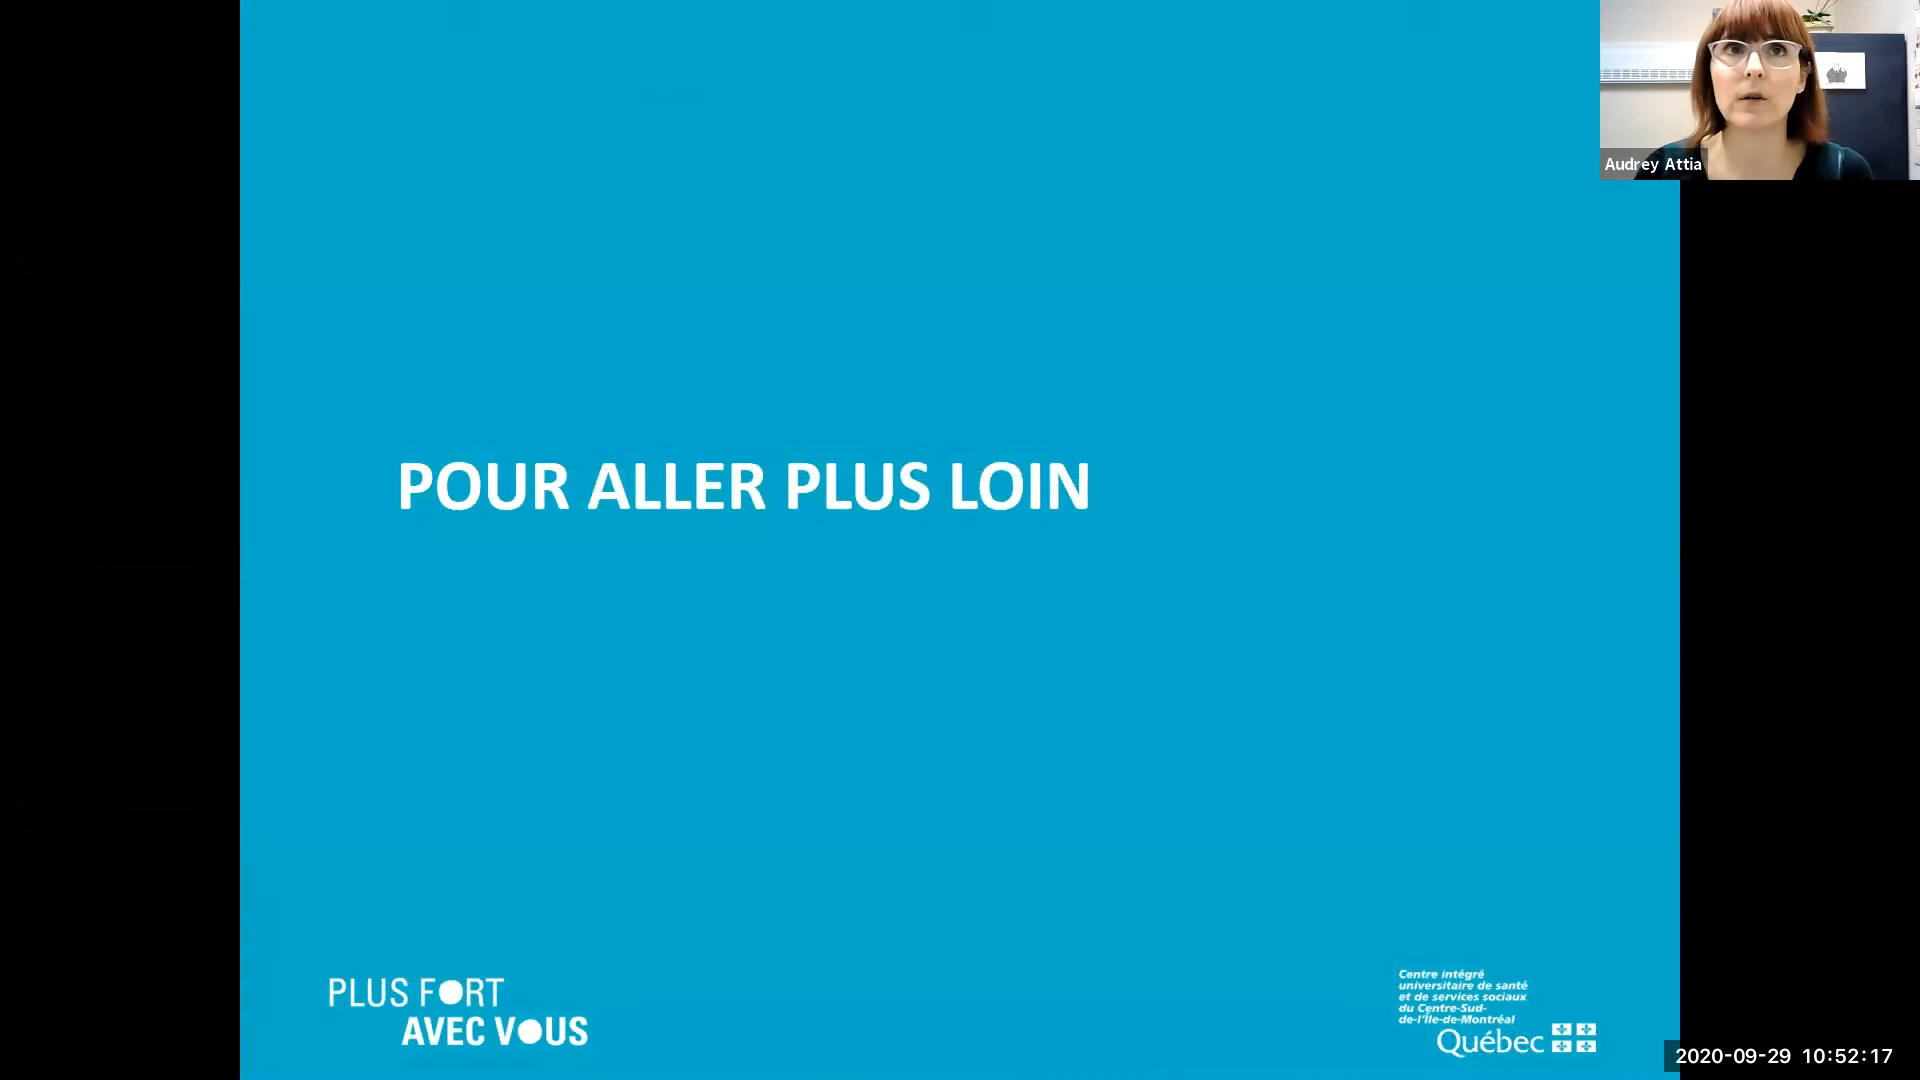 Audrey Attia
POUR ALLER PLUS LOIN
PLUS FORT
AVEC VOUS
Centre intégré
universitaire de santé
et de services sociaux
du Centre-Sud-
de-l'Île-de-Montréal
Québec
2020-09-29 10:52:17